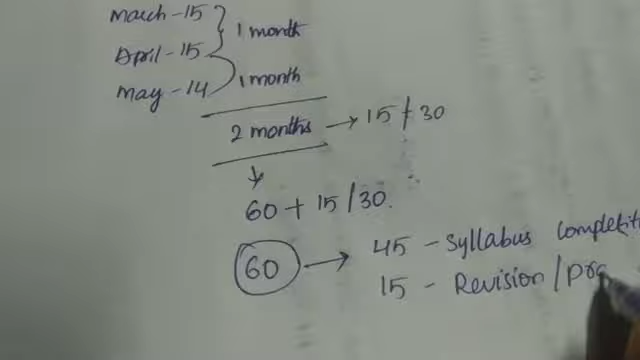 March - 15
1 month
April - 15
1 month
May - 14
2 months → 15 / 30
60 + 15 / 30.
60 → 45 - Syllabus
15 - Revision /